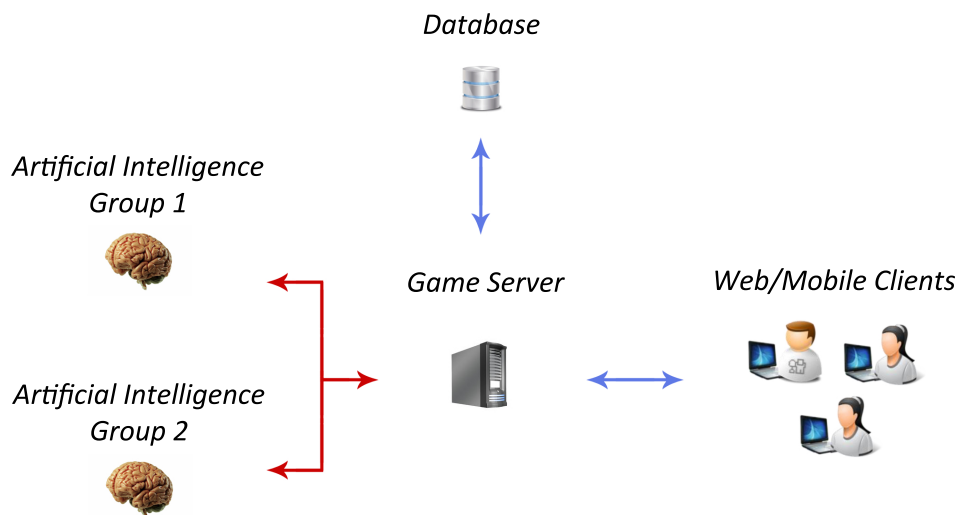 Database
Artificial Intelligence
Group 1
Game Server
Web/Mobile Clients
Artificial Intelligence
Group 2